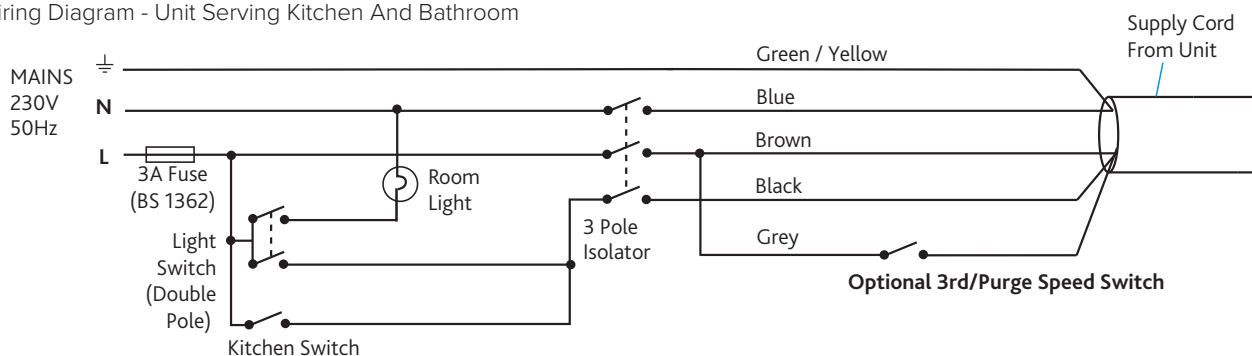 iring Diagram - Unit Serving Kitchen And Bathroom
Supply Cord
From Unit
Green / Yellow
MAINS
230V
50Hz
N
Blue
L
Brown
3A Fuse
(BS 1362)
Room
Light
Black
3 Pole
Isolator
Light
Switch
(Double
Pole)
Grey
Optional 3rd/Purge Speed Switch
Kitchen Switch